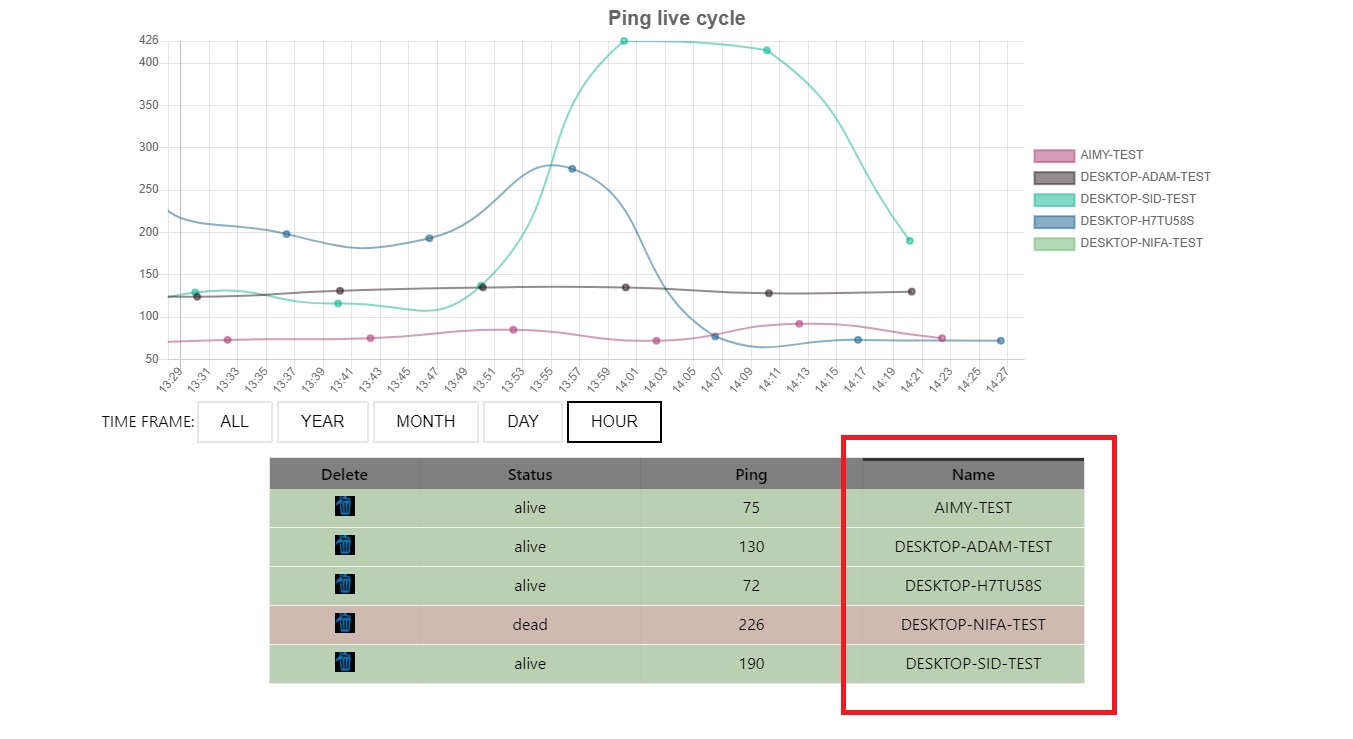 Ping live cycle
426
400
350
300
250
200
150
100
50
13:29 13:31 13:33 13:35 13:37 13:39 13:41 13:43 13:45 13:47 13:49 13:51 13:53 13:55 13:57 13:59 14:01 14:03 14:05 14:07 14:09 14:11 14:13 14:15 14:17 14:19 14:21 14:23 14:25 14:27
AIMY-TEST
DESKTOP-ADAM-TEST
DESKTOP-SID-TEST
DESKTOP-H7TU58S
DESKTOP-NIFA-TEST
TIME FRAME: ALL YEAR MONTH DAY HOUR
Delete Status Ping Name
alive 75 AIMY-TEST
alive 130 DESKTOP-ADAM-TEST
alive 72 DESKTOP-H7TU58S
dead 226 DESKTOP-NIFA-TEST
alive 190 DESKTOP-SID-TEST